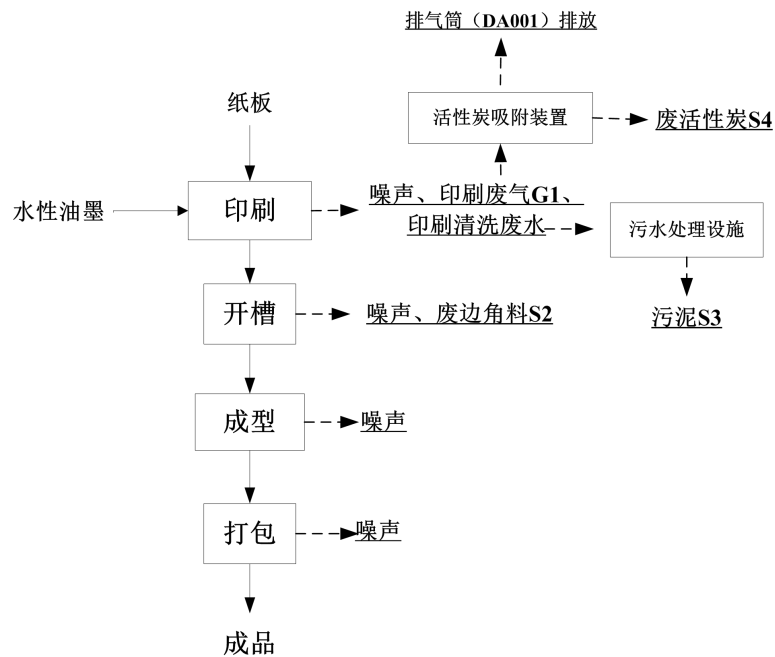 排气筒（DA001）排放
纸板
活性炭吸附装置
废活性炭S4
水性油墨
印刷
噪声、印刷废气G1、
印刷清洗废水
污水处理设施
开槽
噪声、废边角料S2
污泥S3
成型
噪声
打包
噪声
成品